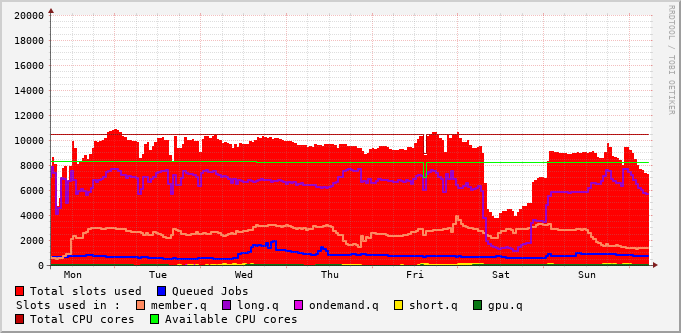 20000
18000
16000
14000
12000
10000
8000
6000
4000
2000
0
Mon Tue Wed Thu Fri Sat Sun
RRDTOOL / TOBI OETIKER
Total slots used Queued Jobs
Slots used in : member.q long.q ondemand.q short.q gpu.q
Total CPU cores Available CPU cores